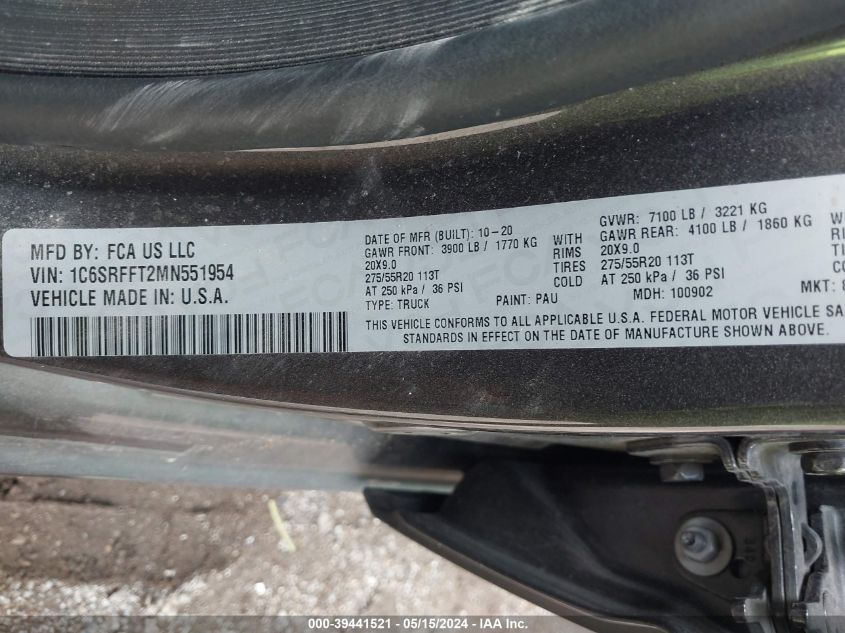 MFD BY: FCA US LLC
VIN: 1C6SRFFT2MN551954
VEHICLE MADE IN: U.S.A.
DATE OF MFR (BUILT): 10-20
GVWR: 7100 LB / 3221 KG
GAWR FRONT: 3900 LB / 1770 KG
GAWR REAR: 4100 LB / 1860 KG
20X9.0 RIMS 20X9.0
275/55R20 113T TIRES 275/55R20 113T
AT 250 kPa / 36 PSI COLD AT 250 kPa / 36 PSI
TYPE: TRUCK PAINT: PAU MDH: 100902 MKT:
THIS VEHICLE CONFORMS TO ALL APPLICABLE U.S.A. FEDERAL MOTOR VEHICLE SA
STANDARDS IN EFFECT ON THE DATE OF MANUFACTURE SHOWN ABOVE.
000-39441521 - 05/15/2024 - IAA Inc.